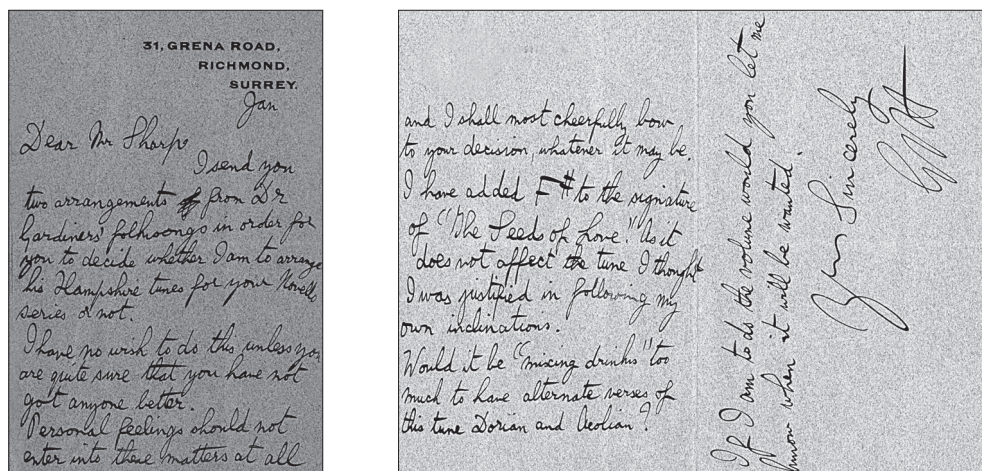 31, GRENA ROAD,
RICHMOND,
SURREY.
Jan
Dear Mr Sharp
I send you
two arrangements from Dr
Gardiners' folksongs in order for
you to decide whether I am to arrange
his Hampshire tunes for your Novello
series or not.
I have no wish to do this unless you
are quite sure that you have not
got anyone better.
Personal feelings should not
enter into these matters at all
and I shall most cheerfully bow
to your decision, whatever it may be.
I have added F# to the signature
of "The Seeds of Love." As it
does not affect the tune I thought
I was justified in following my
own inclinations.
Would it be "mixing drinks" too
much to have alternate verses of
this tune Dorian and Aeolian?
If I am to do the volume would you let me
know when it will be wanted.
Yours Sincerely
GvH